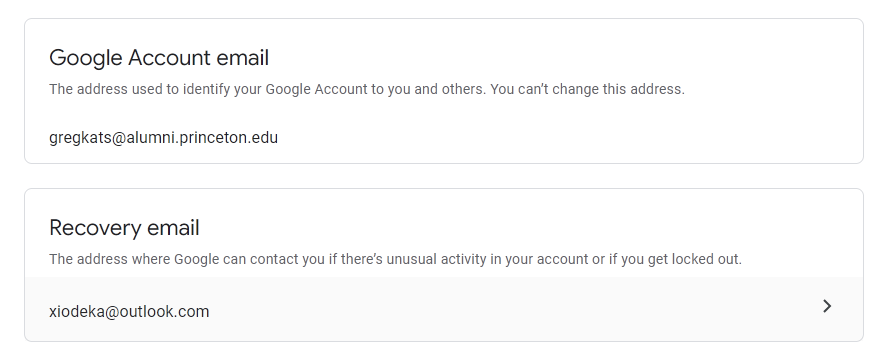 Google Account email
The address used to identify your Google Account to you and others. You can’t change this address.
gregkats@alumni.princeton.edu
Recovery email
The address where Google can contact you if there’s unusual activity in your account or if you get locked out.
xiodeka@outlook.com